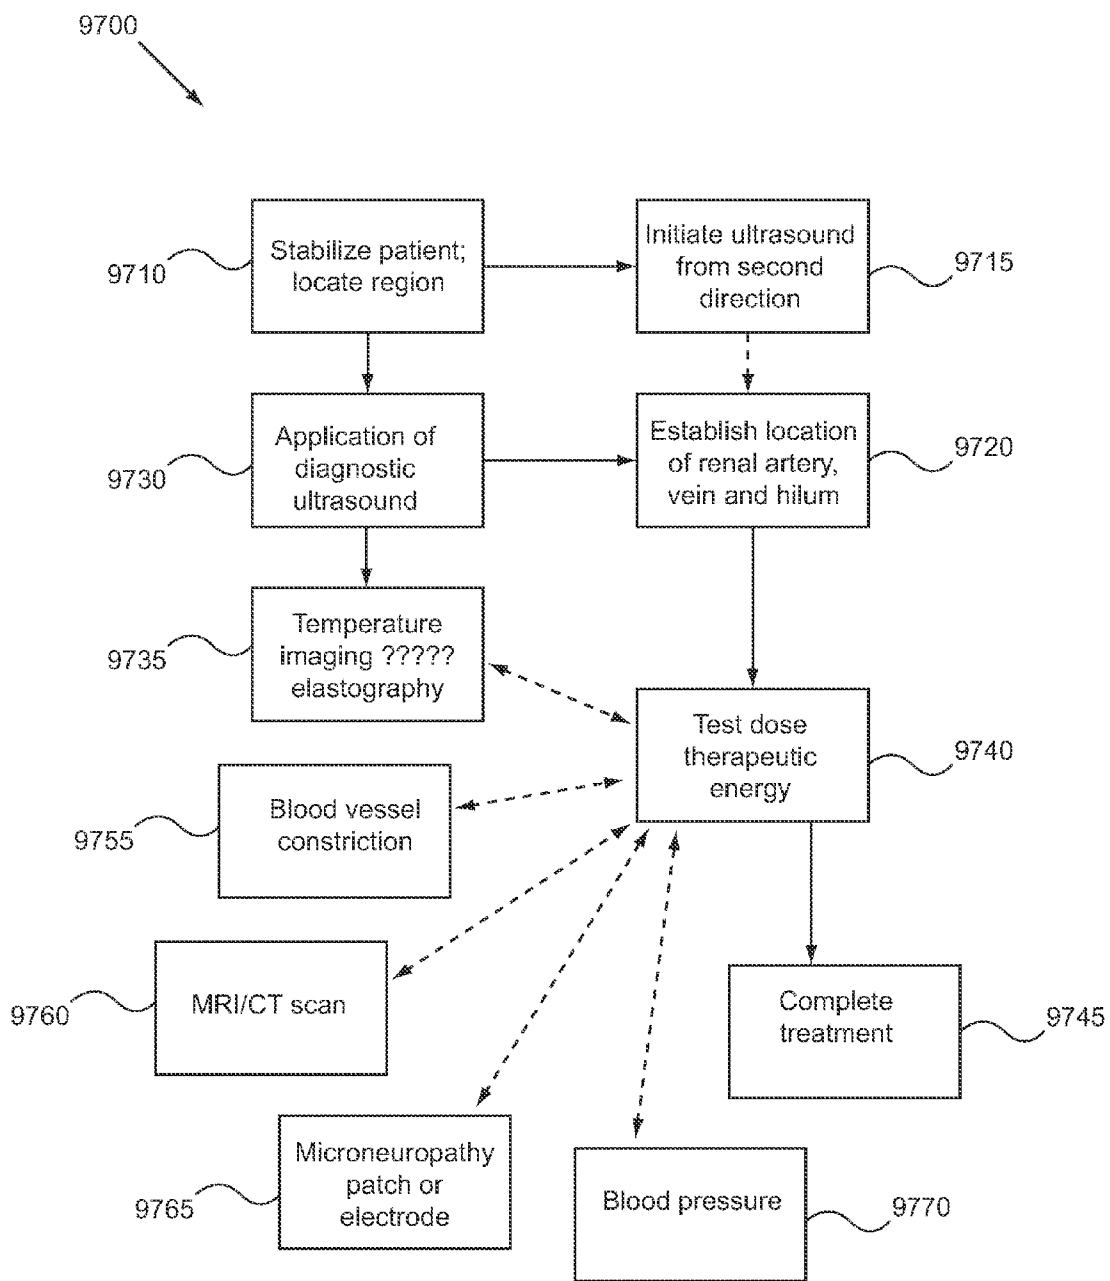 9700
Stabilize patient;
locate region
9710
Initiate ultrasound
from second
direction
9715
Application of
diagnostic
ultrasound
9730
Establish location
of renal artery,
vein and hilum
9720
Temperature
imaging ?????
elastography
9735
Test dose
therapeutic
energy
9740
Blood vessel
constriction
9755
MRI/CT scan
9760
Complete
treatment
9745
Microneuropathy
patch or
electrode
9765
Blood pressure
9770